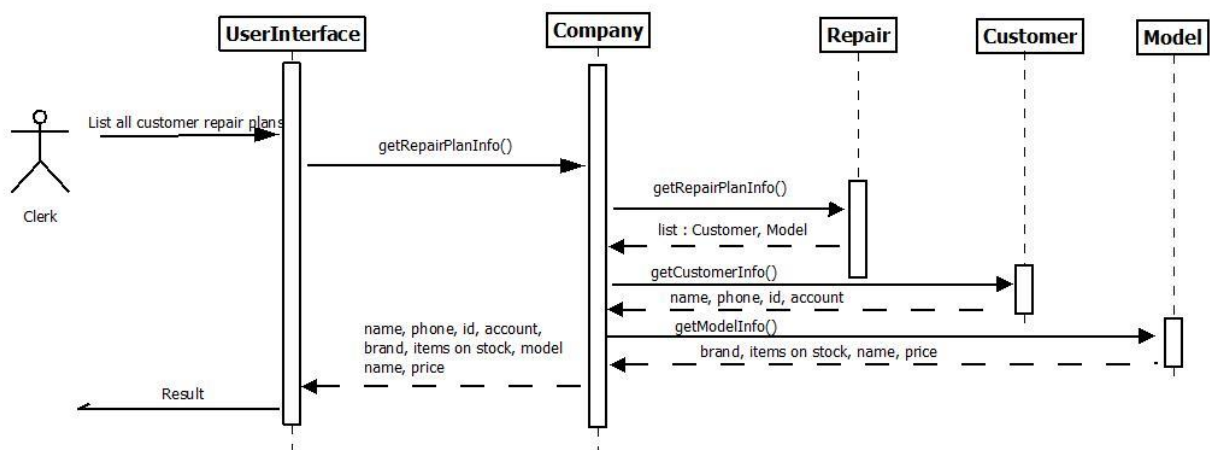 UserInterface
Company
Repair
Customer
Model
List all customer repair plans
getRepairPlanInfo()
getRepairPlanInfo()
Clerk
list : Customer, Model
getCustomerInfo()
name, phone, id, account
getModelInfo()
name, phone, id, account,
brand, items on stock, model
name, price
brand, items on stock, name, price
Result